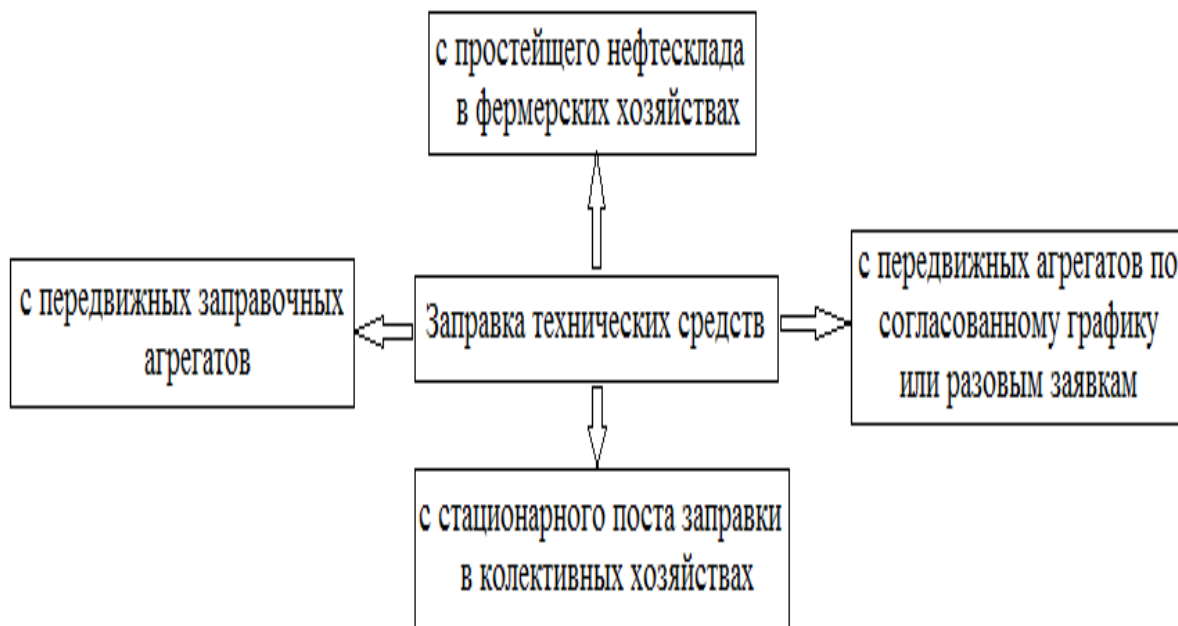 с простейщего нефтесклада
в фермерских хозяйствах
с передвижных заправочных
агрегатов
Заправка технических средств
с передвижных агрегатов по
согласованному графику
или разовым заявкам
с стационарного поста заправки
в колективных хозяйствах